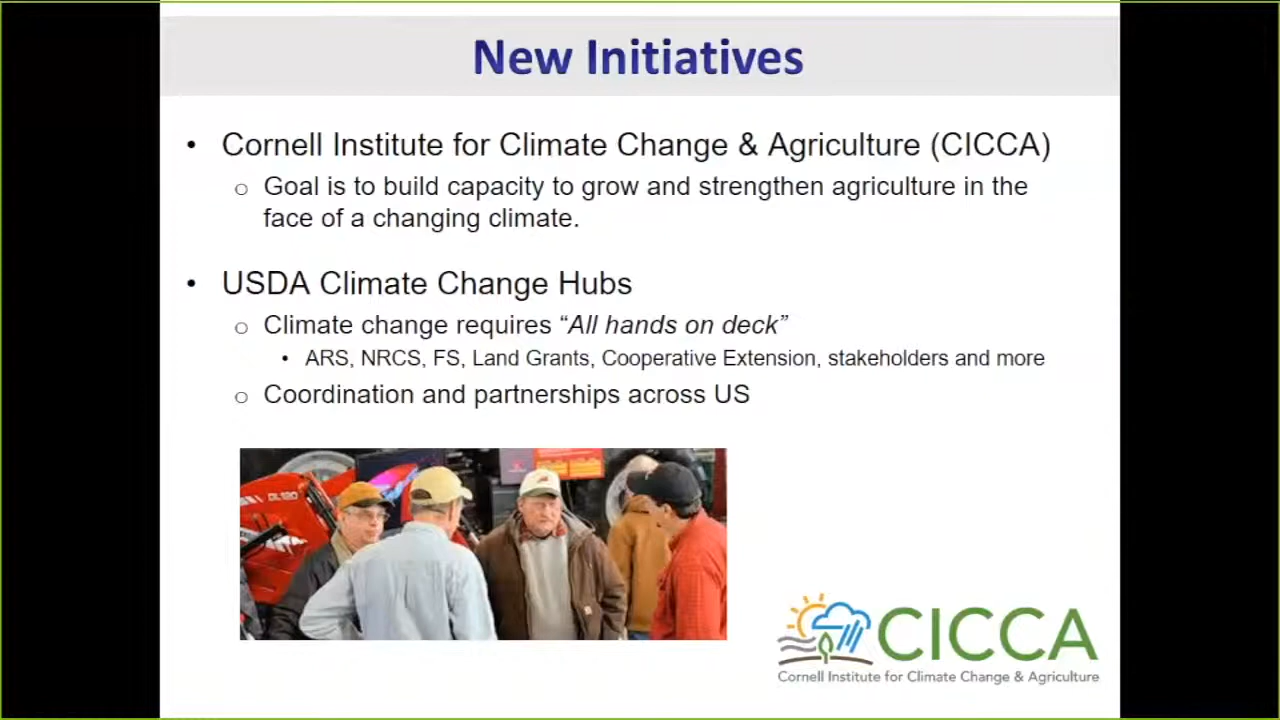 New Initiatives
• Cornell Institute for Climate Change & Agriculture (CICCA)
o Goal is to build capacity to grow and strengthen agriculture in the
face of a changing climate.
• USDA Climate Change Hubs
o Climate change requires “All hands on deck”
• ARS, NRCS, FS, Land Grants, Cooperative Extension, stakeholders and more
o Coordination and partnerships across US
DL120
CICCA
Cornell Institute for Climate Change & Agriculture